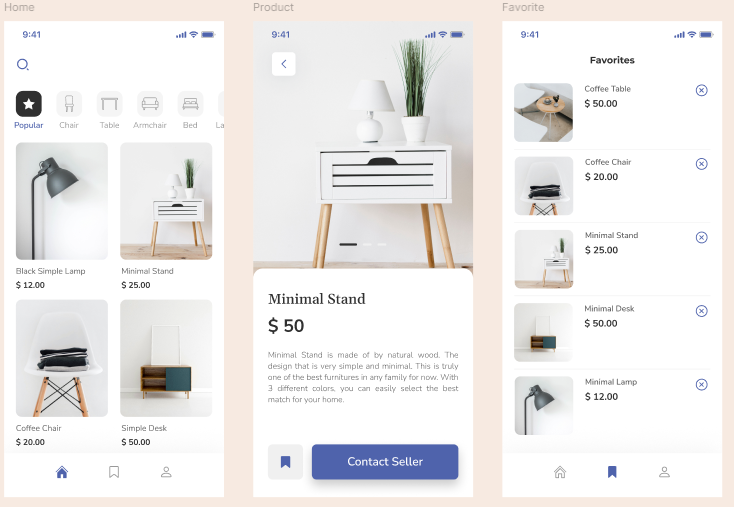 Home
9:41
Popular
Chair
Table
Armchair
Bed
La
Black Simple Lamp
$ 12.00
Minimal Stand
$ 25.00
Coffee Chair
$ 20.00
Simple Desk
$ 50.00
Product
9:41
Minimal Stand
$ 50
Minimal Stand is made of by natural wood. The
design that is very simple and minimal. This is truly
one of the best furnitures in any family for now. With
3 different colors, you can easily select the best
match for your home.
Contact Seller
Favorite
9:41
Favorites
Coffee Table
$ 50.00
Coffee Chair
$ 20.00
Minimal Stand
$ 25.00
Minimal Desk
$ 50.00
Minimal Lamp
$ 12.00